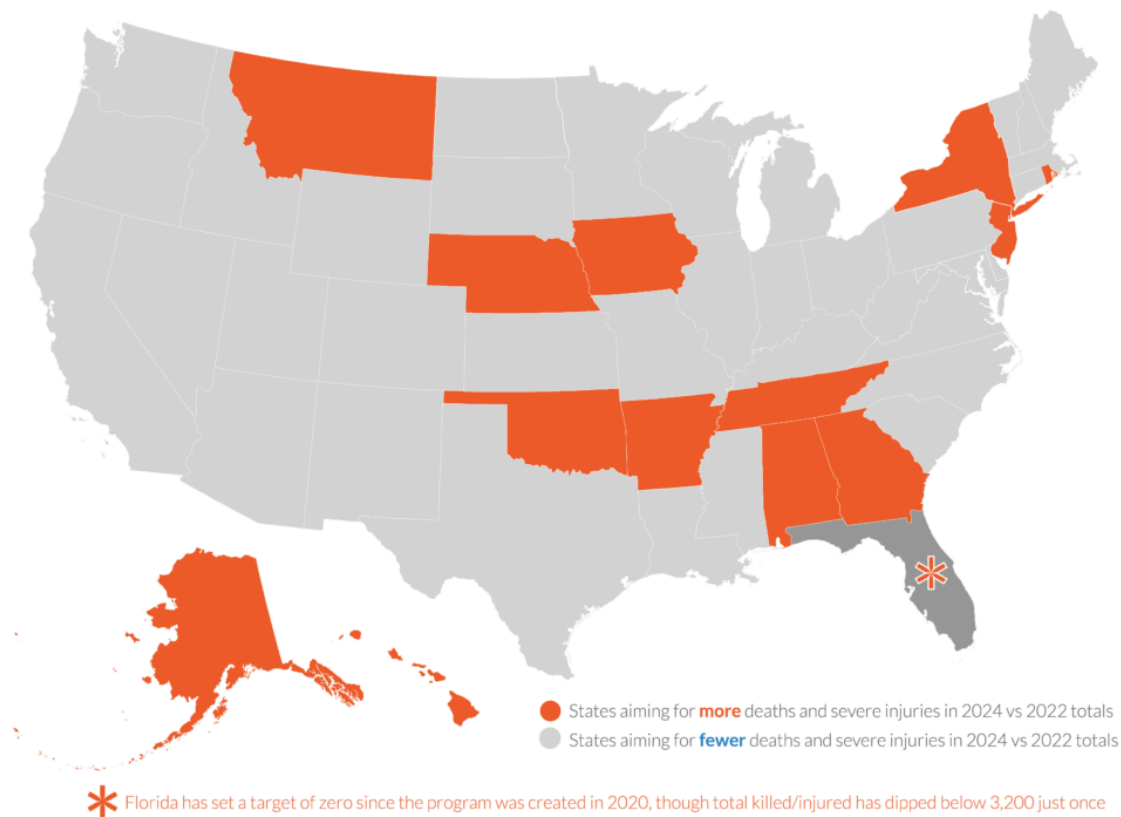 States aiming for more deaths and severe injuries in 2024 vs 2022 totals
States aiming for fewer deaths and severe injuries in 2024 vs 2022 totals
* Florida has set a target of zero since the program was created in 2020, though total killed/injured has dipped below 3,200 just once